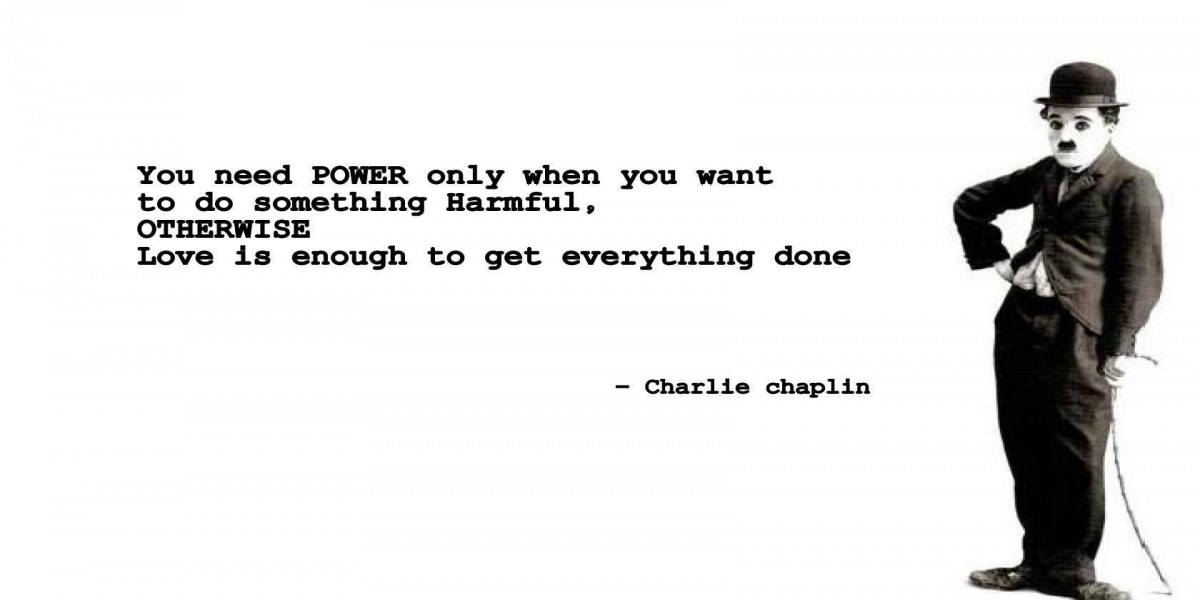 You need POWER only when you want
to do something Harmful,
OTHERWISE
Love is enough to get everything done
– Charlie chaplin